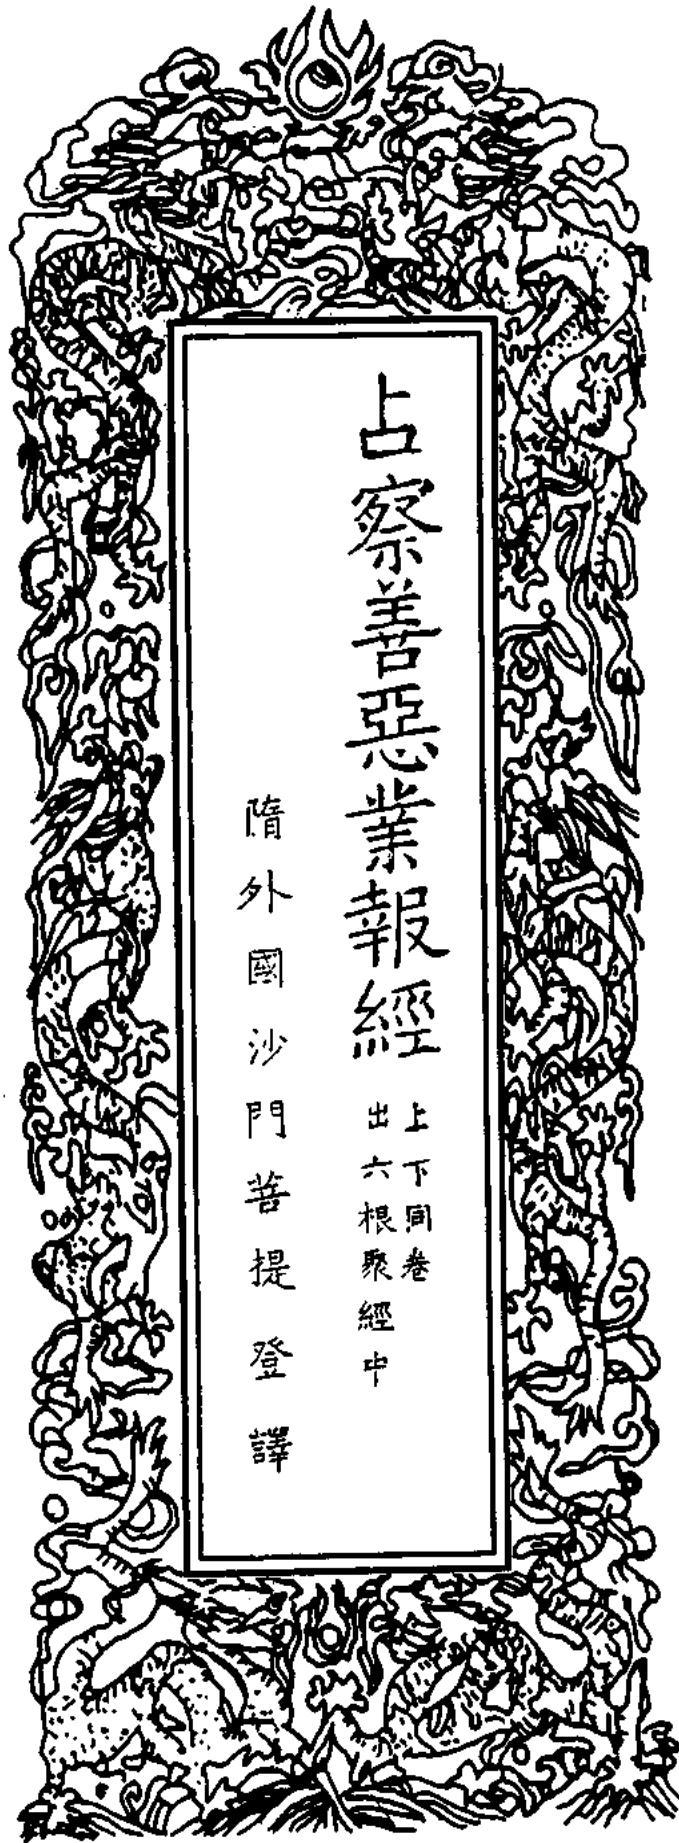 占察善惡業報經
上下同卷
出六根聚經中
隋外國沙門菩提登譯